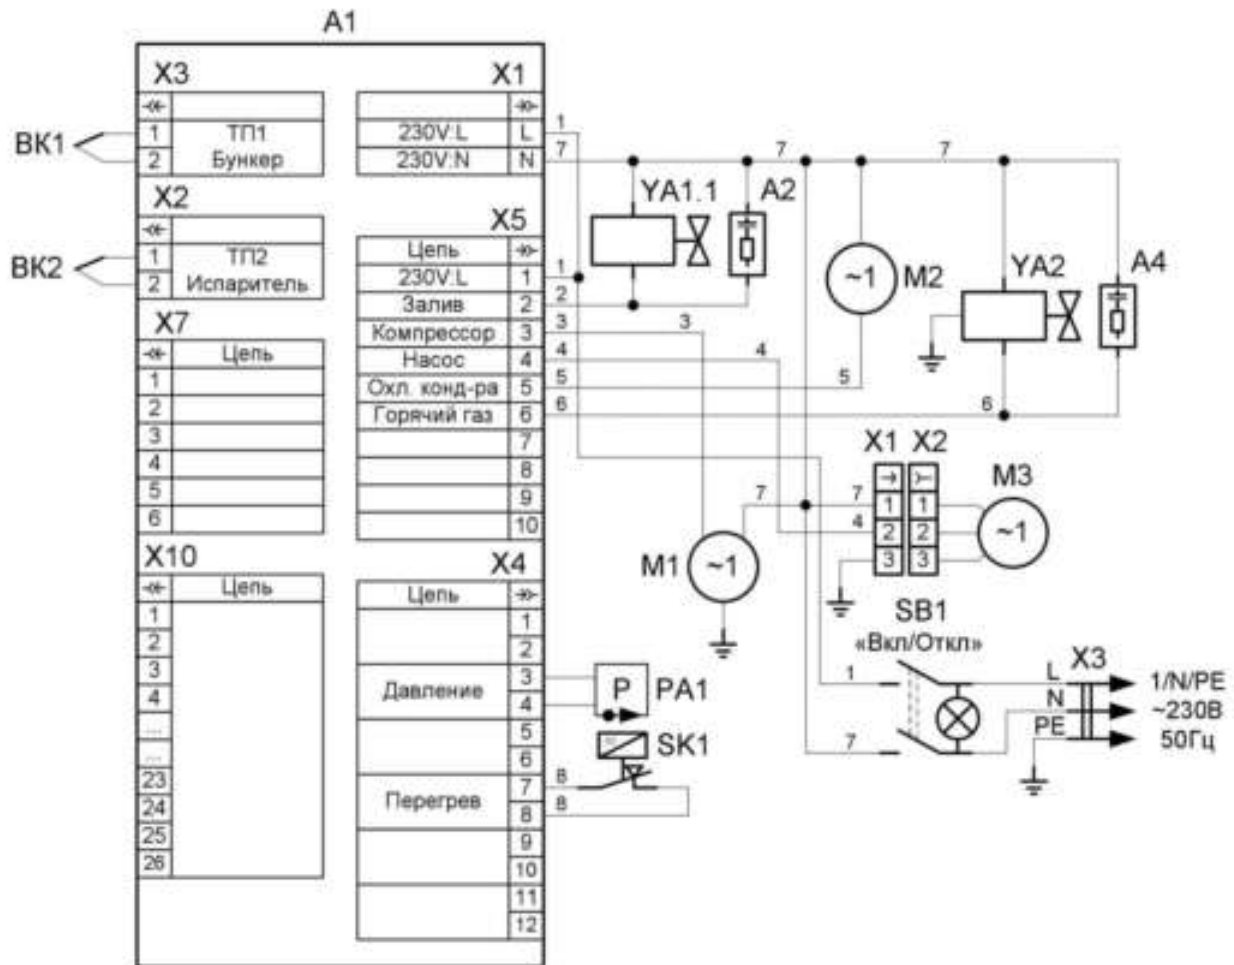 A1
X3
1 ТП1
2 Бункер
BK1
X2
1 ТП2
2 Испаритель
BK2
X7
Цепь
1
2
3
4
5
6
X10
Цепь
1
2
3
4
...
...
23
24
25
26
X1
230V:L L
230V:N N
X5
Цепь
230V:L 1
Залив 2
Компрессор 3
Насос 4
Охл. конд-ра 5
Горячий газ 6
7
8
9
10
X4
Цепь
1
2
Давление 3
4
5
6
Перегрев 7
8
9
10
11
12
1
7
7
7
YA1.1
A2
M2
~1
YA2
A4
1
2
3
3
4
4
5
5
6
6
X1 X2
M3
7
7
1 1
4
2 2
3 3
~1
M1
~1
SB1
«Вкл/Откл»
X3
1
L
1/N/PE
N
~230В
7
PE
50Гц
P
PA1
SK1
8
8